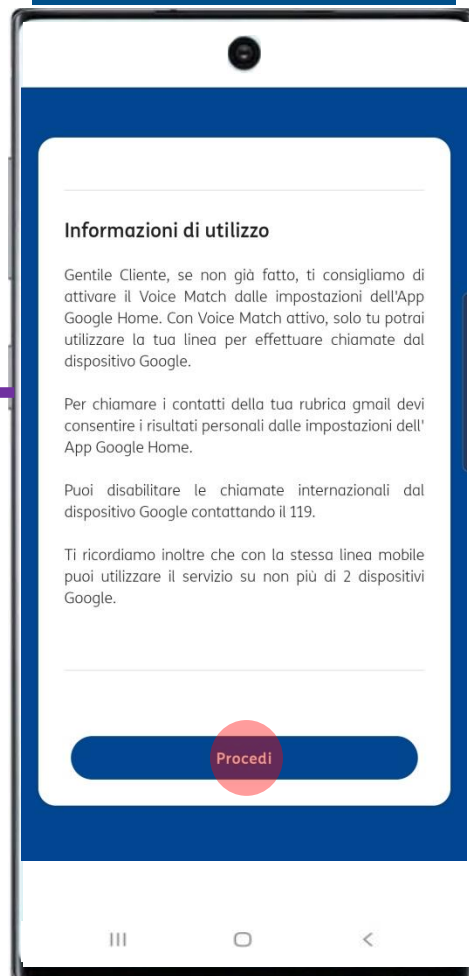 Informazioni di utilizzo
Gentile Cliente, se non già fatto, ti consigliamo di
attivare il Voice Match dalle impostazioni dell'App
Google Home. Con Voice Match attivo, solo tu potrai
utilizzare la tua linea per effettuare chiamate dal
dispositivo Google.
Per chiamare i contatti della tua rubrica gmail devi
consentire i risultati personali dalle impostazioni dell'
App Google Home.
Puoi disabilitare le chiamate internazionali dal
dispositivo Google contattando il 119.
Ti ricordiamo inoltre che con la stessa linea mobile
puoi utilizzare il servizio su non più di 2 dispositivi
Google.
Procedi